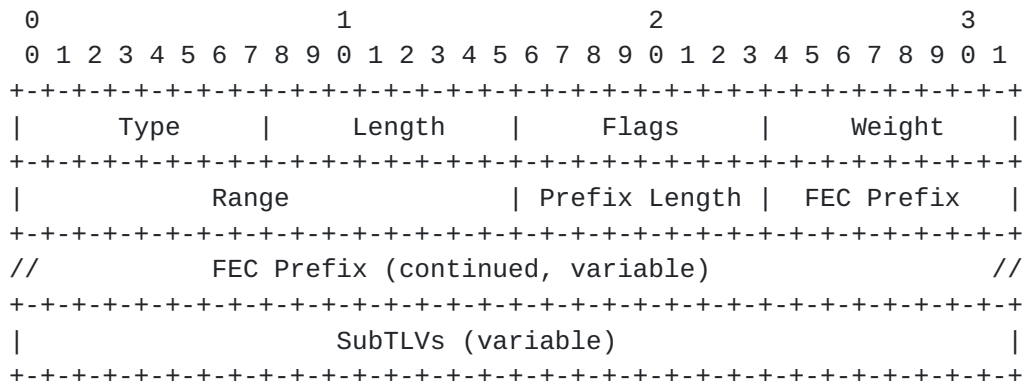 0                   1                   2                   3
 0 1 2 3 4 5 6 7 8 9 0 1 2 3 4 5 6 7 8 9 0 1 2 3 4 5 6 7 8 9 0 1
+-+-+-+-+-+-+-+-+-+-+-+-+-+-+-+-+-+-+-+-+-+-+-+-+-+-+-+-+-+-+-+-+
|      Type     |     Length    |     Flags     |     Weight    |
+-+-+-+-+-+-+-+-+-+-+-+-+-+-+-+-+-+-+-+-+-+-+-+-+-+-+-+-+-+-+-+-+
|            Range              | Prefix Length |  FEC Prefix   |
+-+-+-+-+-+-+-+-+-+-+-+-+-+-+-+-+-+-+-+-+-+-+-+-+-+-+-+-+-+-+-+-+
//           FEC Prefix (continued, variable)                  //
+-+-+-+-+-+-+-+-+-+-+-+-+-+-+-+-+-+-+-+-+-+-+-+-+-+-+-+-+-+-+-+-+
|                    SubTLVs (variable)                         |
+-+-+-+-+-+-+-+-+-+-+-+-+-+-+-+-+-+-+-+-+-+-+-+-+-+-+-+-+-+-+-+-+